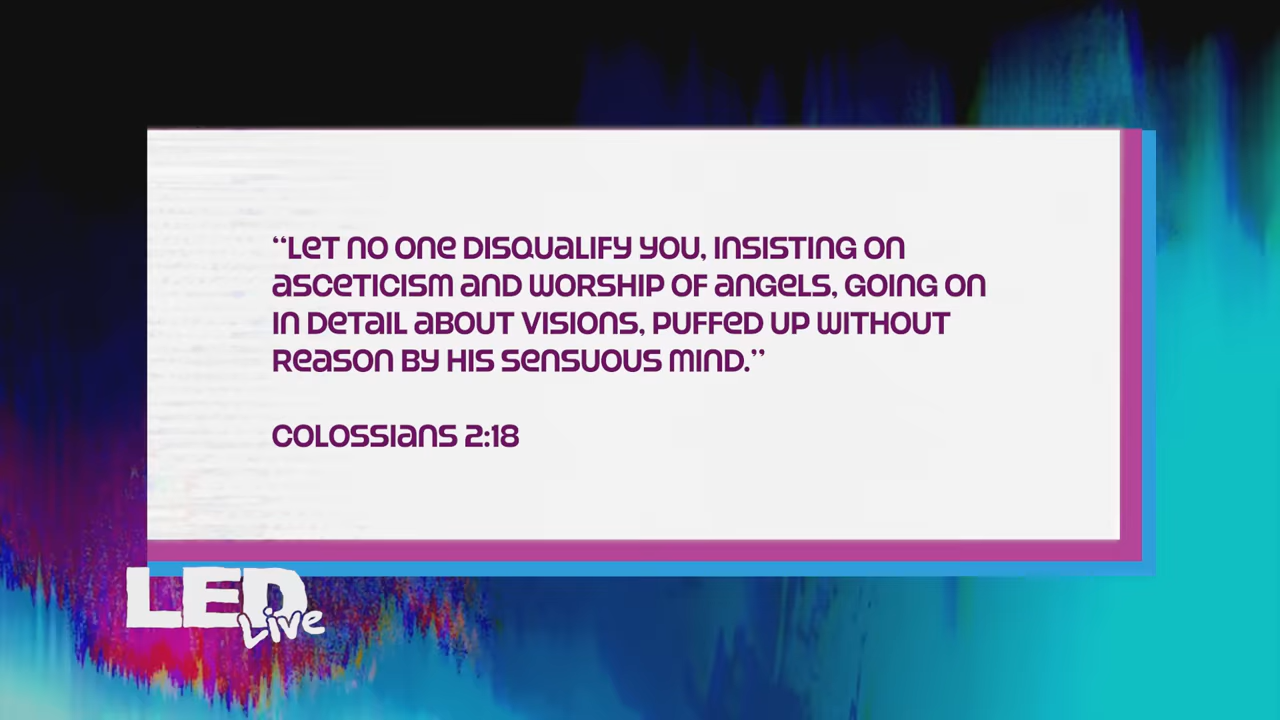 “Let no one disqualify you, insisting on
asceticism and worship of angels, going on
in detail about visions, puffed up without
reason by his sensuous mind.”
Colossians 2:18
LED
Live